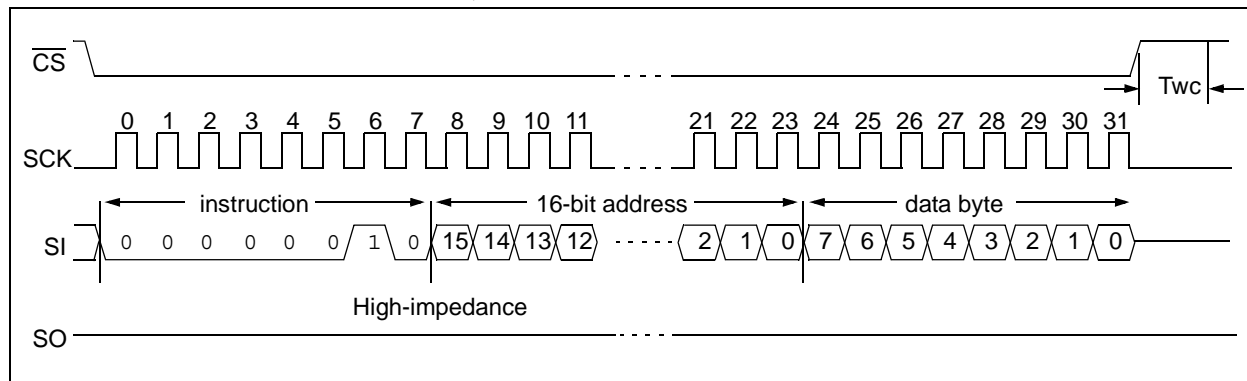 CS
Twc
0 1 2 3 4 5 6 7 8 9 10 11 21 22 23 24 25 26 27 28 29 30 31
SCK
instruction 16-bit address data byte
SI 0 0 0 0 0 0 1 0 15 14 13 12 2 1 0 7 6 5 4 3 2 1 0
High-impedance
SO